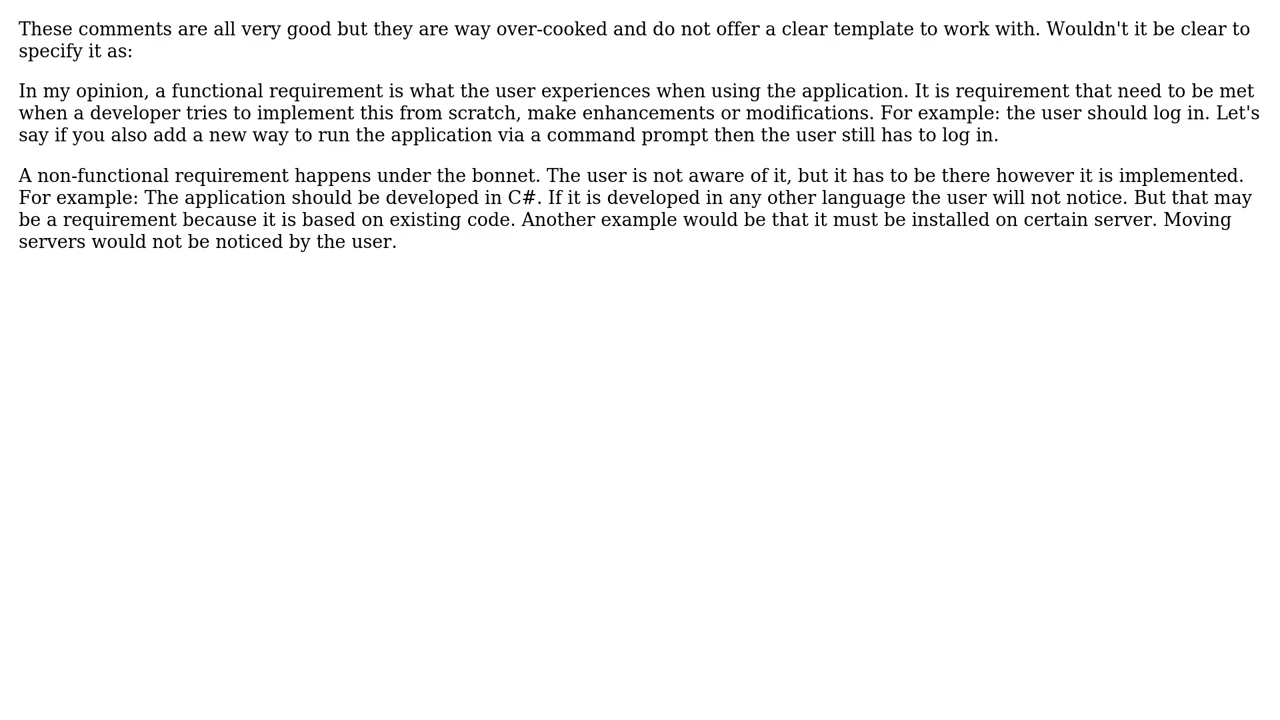 These comments are all very good but they are way over-cooked and do not offer a clear template to work with. Wouldn't it be clear to
specify it as:
In my opinion, a functional requirement is what the user experiences when using the application. It is requirement that need to be met
when a developer tries to implement this from scratch, make enhancements or modifications. For example: the user should log in. Let's
say if you also add a new way to run the application via a command prompt then the user still has to log in.
A non-functional requirement happens under the bonnet. The user is not aware of it, but it has to be there however it is implemented.
For example: The application should be developed in C#. If it is developed in any other language the user will not notice. But that may
be a requirement because it is based on existing code. Another example would be that it must be installed on certain server. Moving
servers would not be noticed by the user.